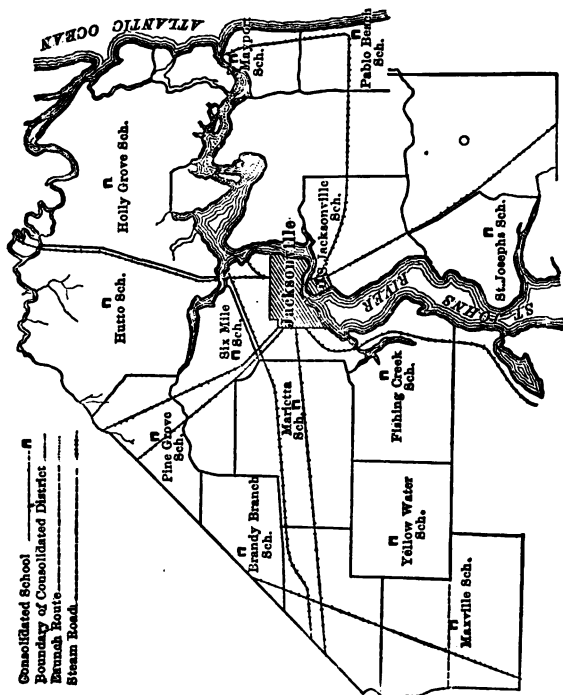 Consolidated School
Boundary of Consolidated District
Launch Route
Steam Road
ATLANTIC OCEAN
Mayport
Sch.
Pablo Beach
Sch.
Holly Grove Sch.
Hutto Sch.
Six Mile
Sch.
Jacksonville
S. Jacksonville
Sch.
ST. JOHNS
RIVER
St. Josephs Sch.
Pine Grove
Sch.
Marietta
Sch.
Fishing Creek
Sch.
Brandy Branch
Sch.
Yellow Water
Sch.
Maxville Sch.